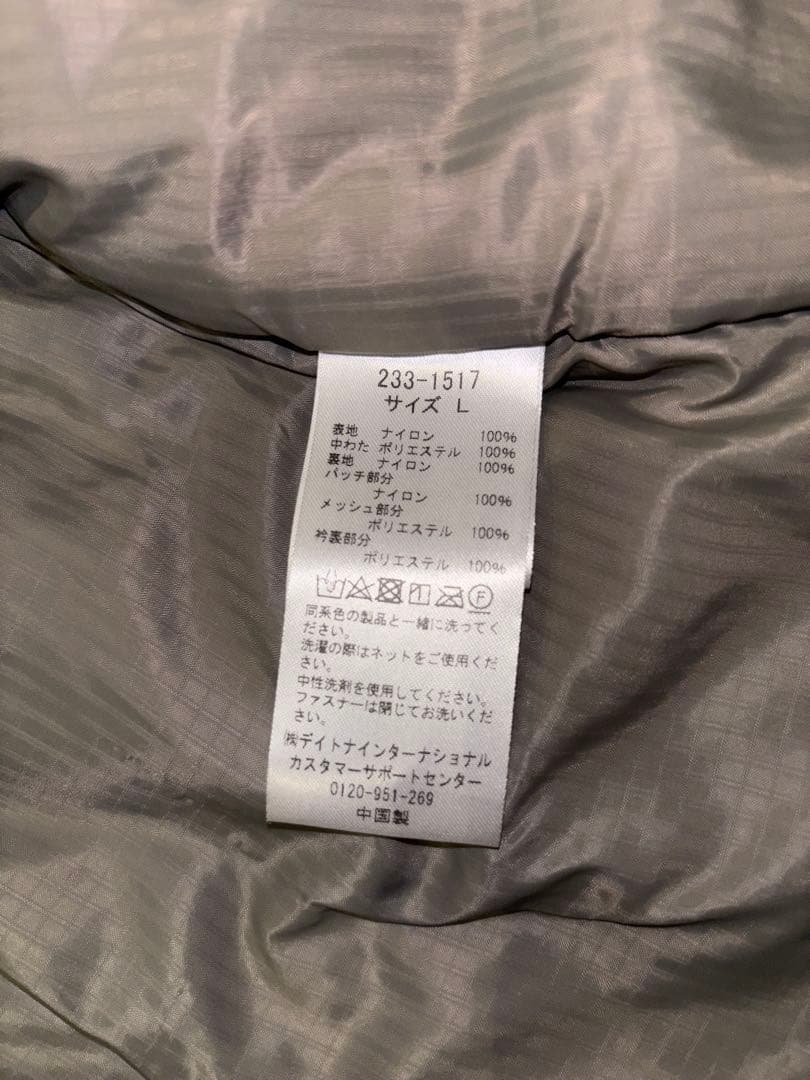 233-1517
サイズ L
表地 ナイロン 100%
中わた ポリエステル 100%
裏地 ナイロン 100%
パッチ部分
ナイロン 100%
メッシュ部分
ポリエステル 100%
衿裏部分
ポリエステル 100%
同系色の製品と一緒に洗ってく
ださい。
洗濯の際はネットをご使用くだ
さい。
中性洗剤を使用してください。
ファスナーは閉じてお洗いくだ
さい。
㈱デイトナインターナショナル
カスタマーサポートセンター
0120-951-269
中国製